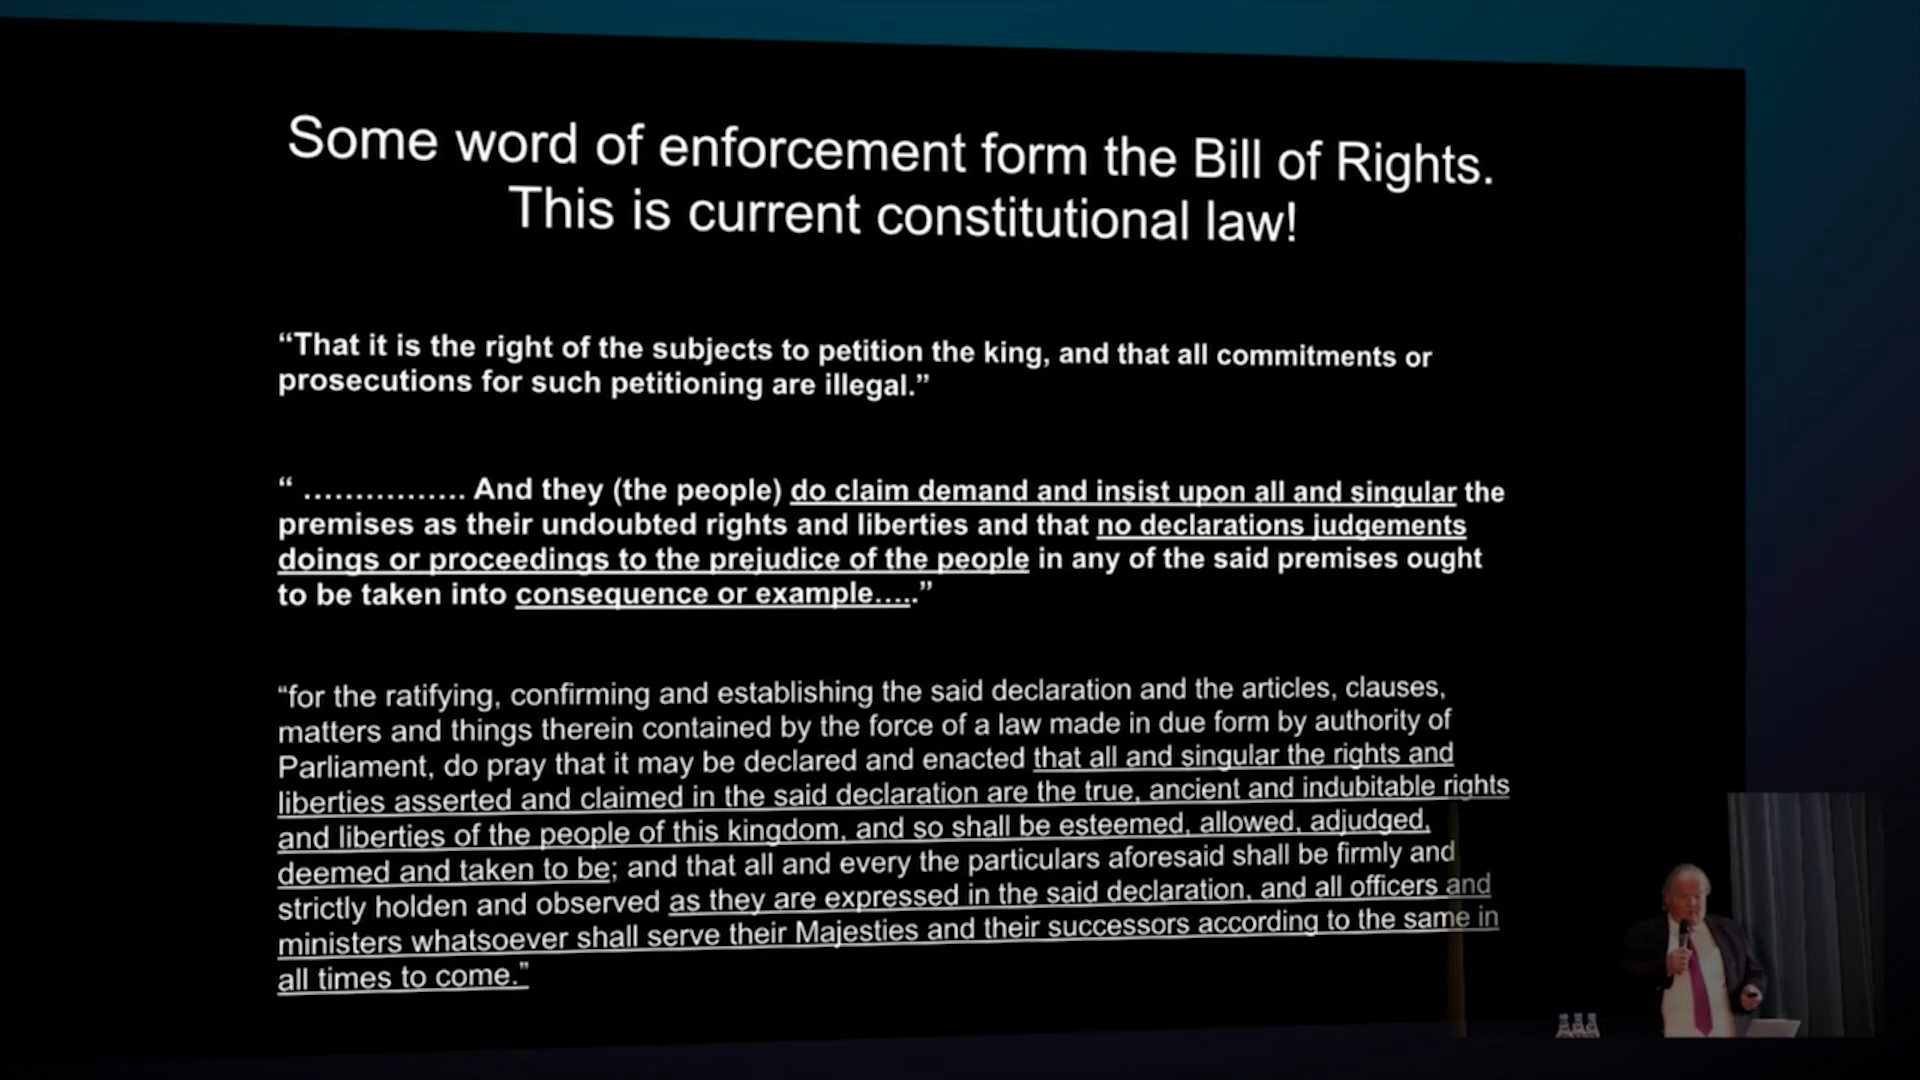 Some word of enforcement form the Bill of Rights.
This is current constitutional law!
“That it is the right of the subjects to petition the king, and that all commitments or
prosecutions for such petitioning are illegal.”
“ ................ And they (the people) do claim demand and insist upon all and singular the
premises as their undoubted rights and liberties and that no declarations judgements
doings or proceedings to the prejudice of the people in any of the said premises ought
to be taken into consequence or example…..”
“for the ratifying, confirming and establishing the said declaration and the articles, clauses,
matters and things therein contained by the force of a law made in due form by authority of
Parliament, do pray that it may be declared and enacted that all and singular the rights and
liberties asserted and claimed in the said declaration are the true, ancient and indubitable rights
and liberties of the people of this kingdom, and so shall be esteemed, allowed, adjudged,
deemed and taken to be; and that all and every the particulars aforesaid shall be firmly and
strictly holden and observed as they are expressed in the said declaration, and all officers and
ministers whatsoever shall serve their Majesties and their successors according to the same in
all times to come.”